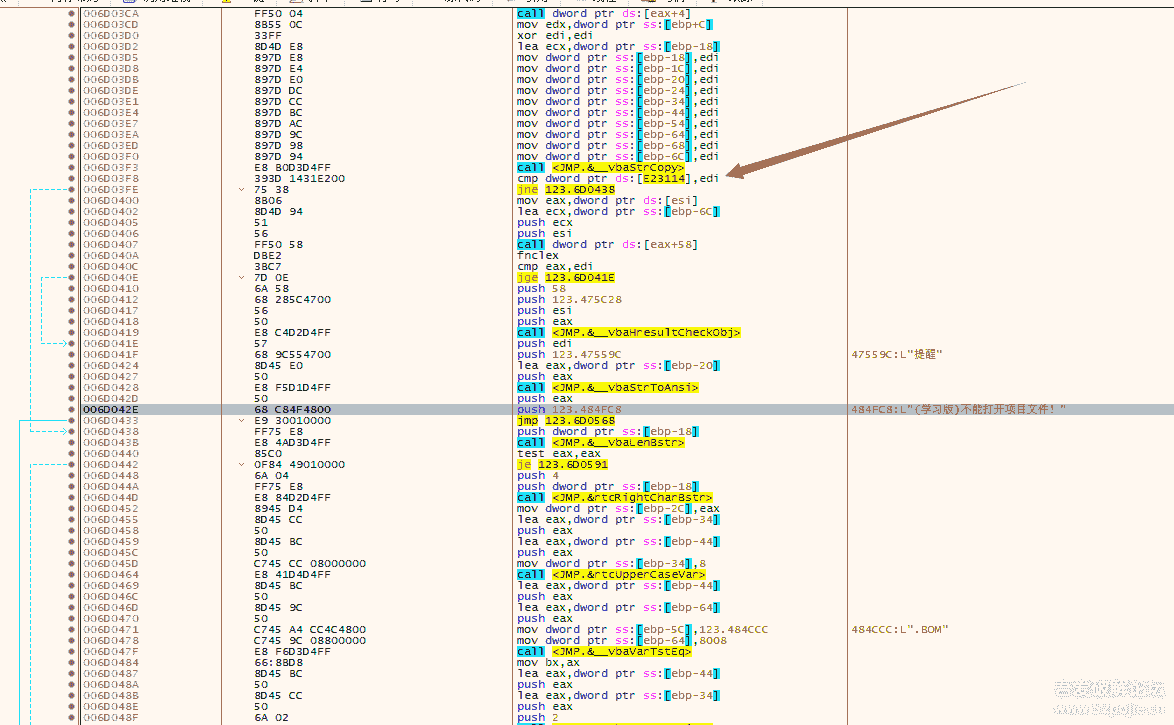 006D03CA FF50 04 call dword ptr ds:[eax+4]
006D03CD 8B55 0C mov edx,dword ptr ss:[ebp+C]
006D03D0 33FF xor edi,edi
006D03D2 8D4D E8 lea ecx,dword ptr ss:[ebp-18]
006D03D5 897D E8 mov dword ptr ss:[ebp-18],edi
006D03D8 897D E4 mov dword ptr ss:[ebp-1C],edi
006D03DB 897D E0 mov dword ptr ss:[ebp-20],edi
006D03DE 897D DC mov dword ptr ss:[ebp-24],edi
006D03E1 897D CC mov dword ptr ss:[ebp-34],edi
006D03E4 897D BC mov dword ptr ss:[ebp-44],edi
006D03E7 897D AC mov dword ptr ss:[ebp-54],edi
006D03EA 897D 9C mov dword ptr ss:[ebp-64],edi
006D03ED 897D 98 mov dword ptr ss:[ebp-68],edi
006D03F0 897D 94 mov dword ptr ss:[ebp-6C],edi
006D03F3 E8 80D3D4FF call <JMP.&__vbaStrCopy>
006D03F8 393D 1431E200 cmp dword ptr ds:[E23114],edi
006D03FE 75 38 jne 123.6D0438
006D0400 8B06 mov eax,dword ptr ds:[esi]
006D0402 8D4D 94 lea ecx,dword ptr ss:[ebp-6C]
006D0405 51 push ecx
006D0406 56 push esi
006D0407 FF50 58 call dword ptr ds:[eax+58]
006D040A DBE2 fnclex
006D040C 3BC7 cmp eax,edi
006D040E 7D 0E jge 123.6D041E
006D0410 6A 58 push 58
006D0412 68 285C4700 push 123.475C28
006D0417 56 push esi
006D0418 50 push eax
006D0419 E8 C4D2D4FF call <JMP.&__vbaHresultCheckObj>
006D041E 57 push edi
006D041F 68 9C554700 push 123.47559C 47559C:L"提醒"
006D0424 8D45 E0 lea eax,dword ptr ss:[ebp-20]
006D0427 50 push eax
006D0428 E8 F5D1D4FF call <JMP.&__vbaStrToAnsi>
006D042D 50 push eax
006D042E 68 C84F4800 push 123.484FC8 484FC8:L"(学习版)不能打开项目文件！"
006D0433 E9 30010000 jmp 123.6D0568
006D0438 FF75 E8 push dword ptr ss:[ebp-18]
006D043B E8 4AD3D4FF call <JMP.&__vbaLenBstr>
006D0440 85C0 test eax,eax
006D0442 0F84 49010000 je 123.6D0591
006D0448 6A 04 push 4
006D044A FF75 E8 push dword ptr ss:[ebp-18]
006D044D E8 84D2D4FF call <JMP.&rtcRightCharBstr>
006D0452 8945 D4 mov dword ptr ss:[ebp-2C],eax
006D0455 8D45 CC lea eax,dword ptr ss:[ebp-34]
006D0458 50 push eax
006D0459 8D45 BC lea eax,dword ptr ss:[ebp-44]
006D045C 50 push eax
006D045D C745 CC 08000000 mov dword ptr ss:[ebp-34],8
006D0464 E8 41D4D4FF call <JMP.&rtcUpperCaseVar>
006D0469 8D45 BC lea eax,dword ptr ss:[ebp-44]
006D046C 50 push eax
006D046D 8D45 9C lea eax,dword ptr ss:[ebp-64]
006D0470 50 push eax
006D0471 C745 A4 CC4C4800 mov dword ptr ss:[ebp-5C],123.484CCC 484CCC:L".BOM"
006D0478 C745 9C 08800000 mov dword ptr ss:[ebp-64],8008
006D047F E8 F6D3D4FF call <JMP.&__vbaVarTstEq>
006D0484 66:8BD8 mov bx,ax
006D0487 8D45 BC lea eax,dword ptr ss:[ebp-44]
006D048A 50 push eax
006D048B 8D45 CC lea eax,dword ptr ss:[ebp-34]
006D048E 50 push eax
006D048F 6A 02 push 2